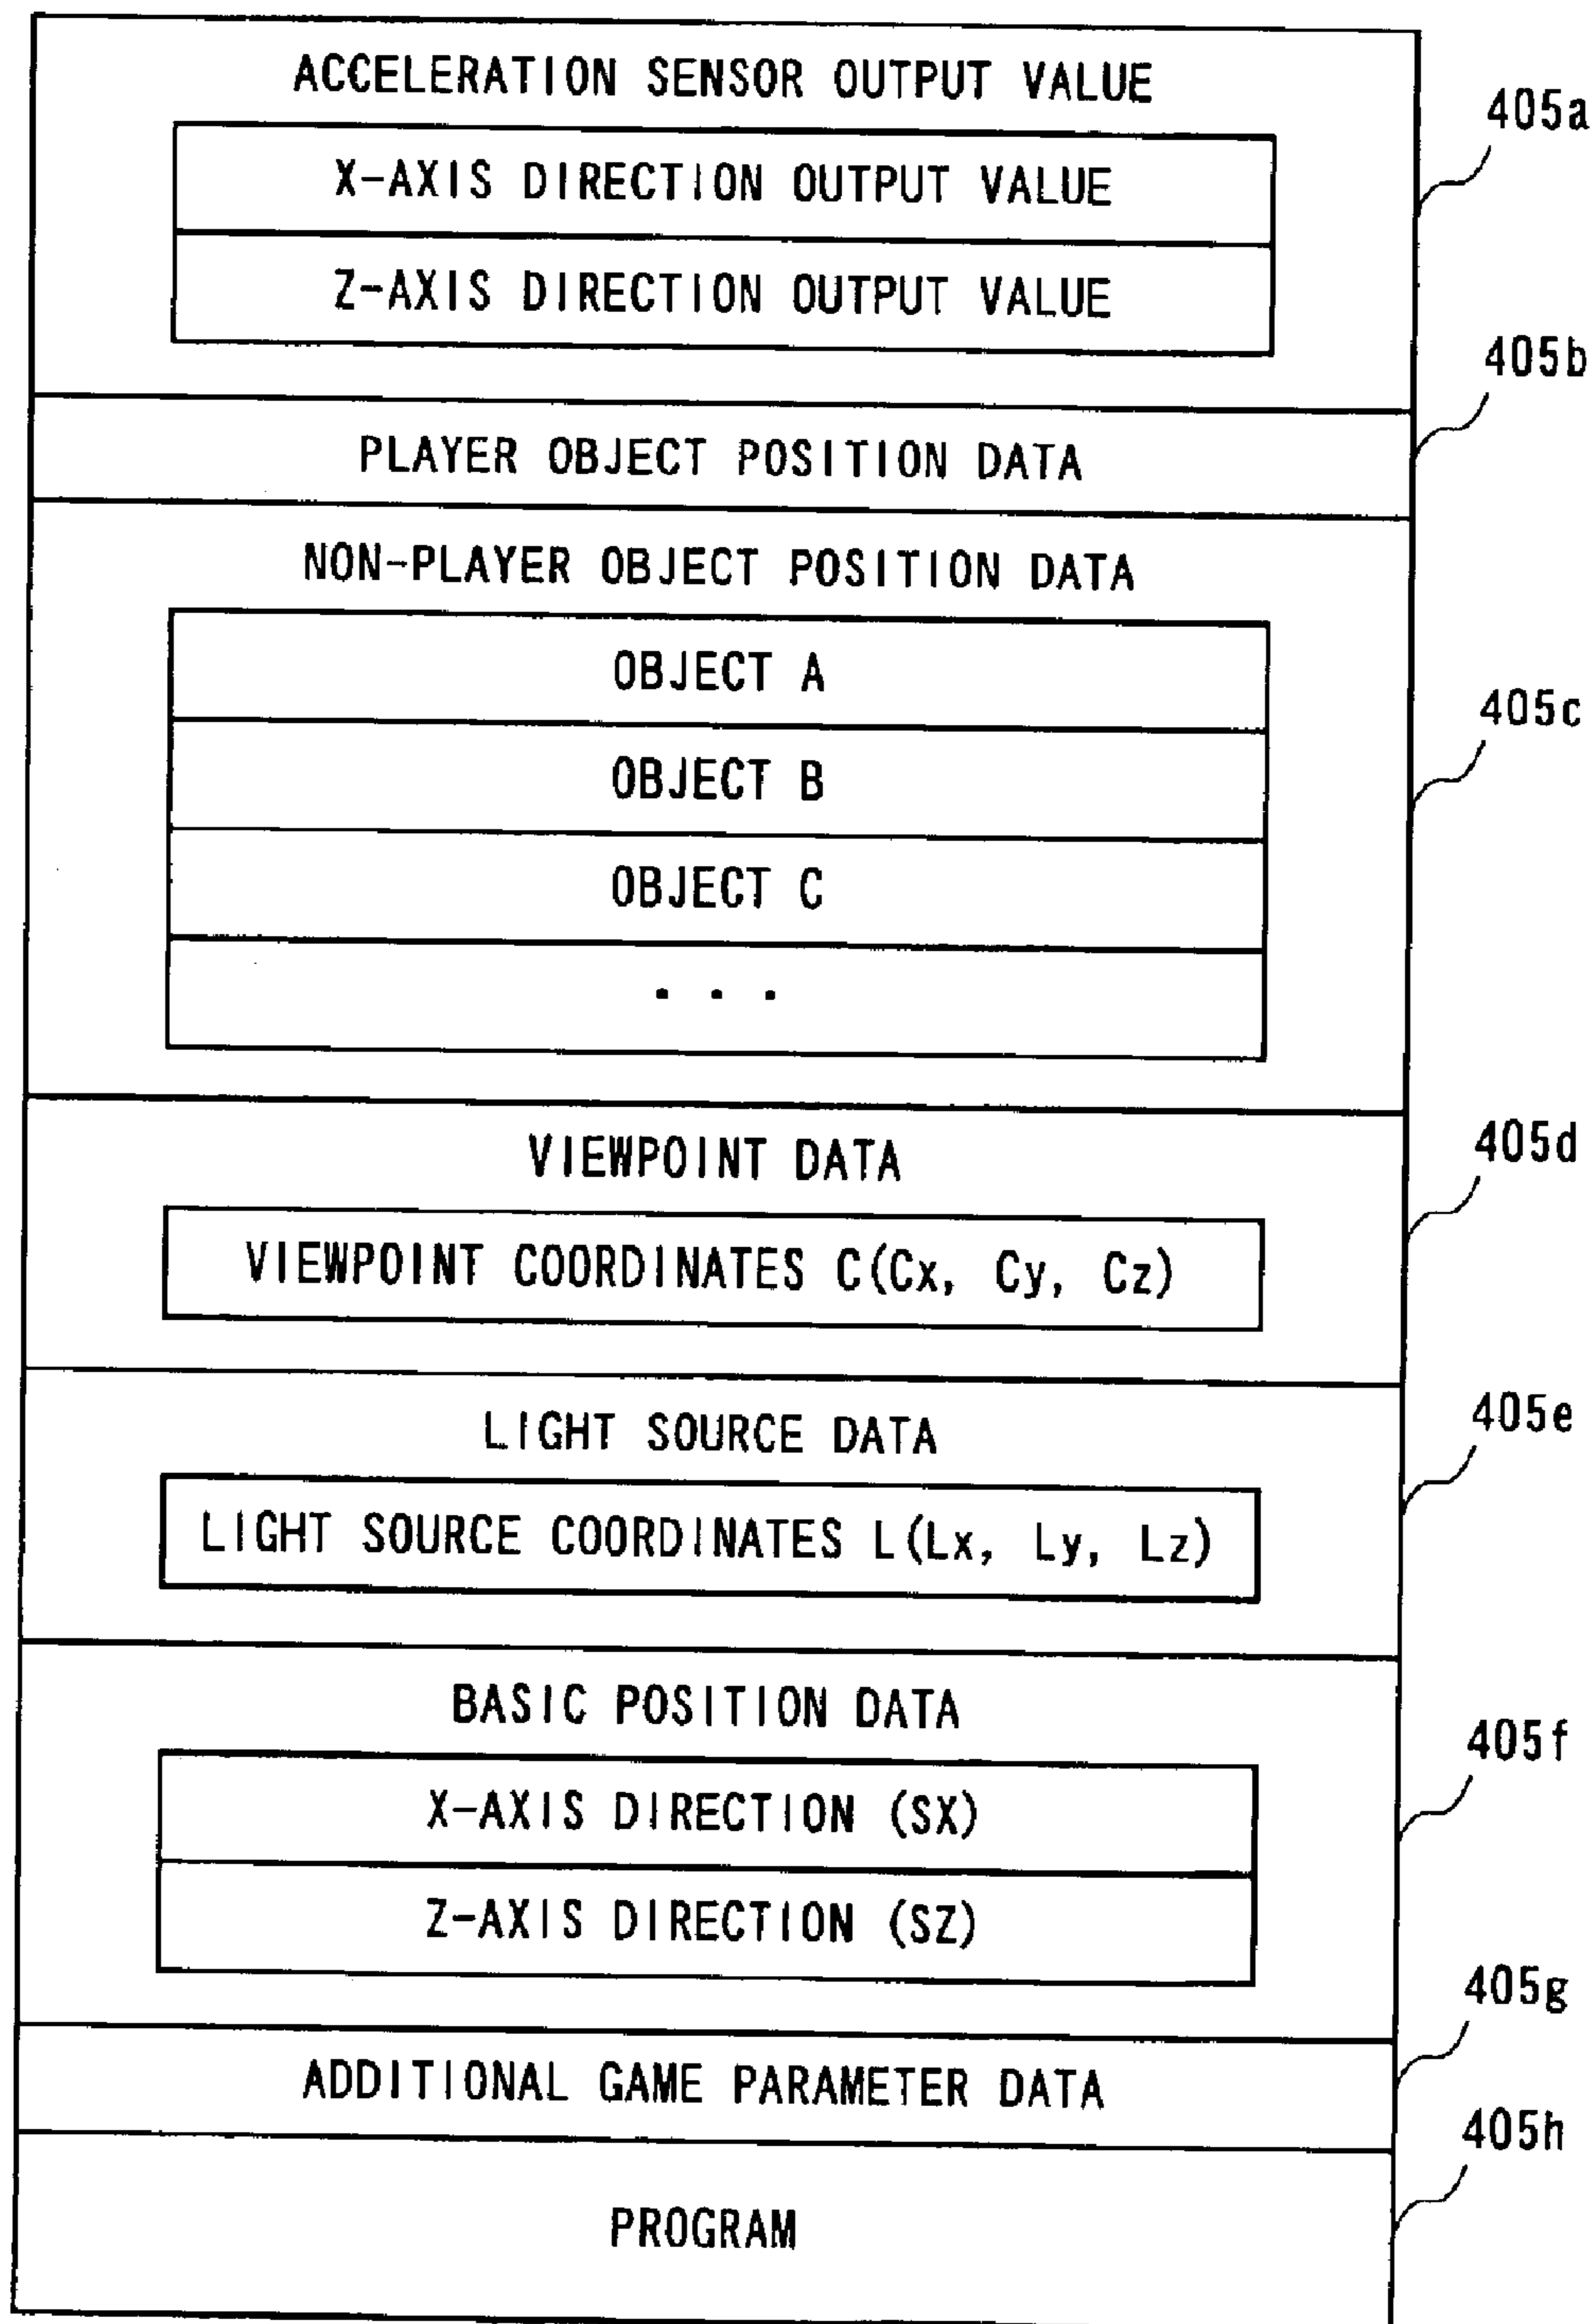 ACCELERATION SENSOR OUTPUT VALUE
405a
X-AXIS DIRECTION OUTPUT VALUE
Z-AXIS DIRECTION OUTPUT VALUE
405b
PLAYER OBJECT POSITION DATA
NON-PLAYER OBJECT POSITION DATA
OBJECT A
405c
OBJECT B
OBJECT C
. . .
405d
VIEWPOINT DATA
VIEWPOINT COORDINATES C(Cx, Cy, Cz)
405e
LIGHT SOURCE DATA
LIGHT SOURCE COORDINATES L(Lx, Ly, Lz)
BASIC POSITION DATA
405f
X-AXIS DIRECTION (SX)
Z-AXIS DIRECTION (SZ)
405g
ADDITIONAL GAME PARAMETER DATA
405h
PROGRAM